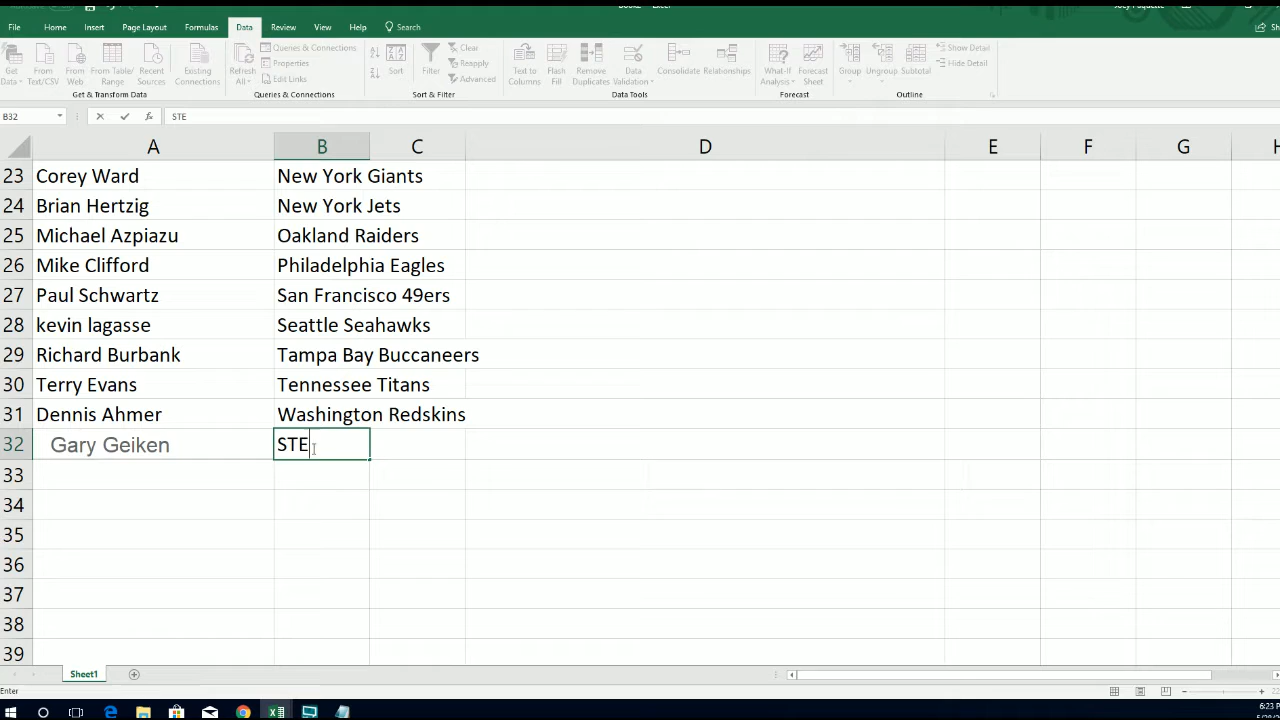 File Home Insert Page Layout Formulas Data Review View Help Search
Get Data From Text/CSV From Web From Table/ Range Recent Sources Existing Connections Refresh All Queries & Connections Properties Edit Links Sort Filter Clear Reapply Advanced Text to Columns Flash Fill Remove Duplicates Data Validation Consolidate Relationships What-If Analysis Forecast Sheet Group Ungroup Subtotal Show Detail Hide Detail
Get & Transform Data Queries & Connections Sort & Filter Data Tools Forecast Outline
B32 fx STE
A B C D E F G H
23 Corey Ward New York Giants
24 Brian Hertzig New York Jets
25 Michael Azpiazu Oakland Raiders
26 Mike Clifford Philadelphia Eagles
27 Paul Schwartz San Francisco 49ers
28 kevin lagasse Seattle Seahawks
29 Richard Burbank Tampa Bay Buccaneers
30 Terry Evans Tennessee Titans
31 Dennis Ahmer Washington Redskins
32 Gary Geiken STE
33
34
35
36
37
38
39
Sheet1
Enter
6:23 P